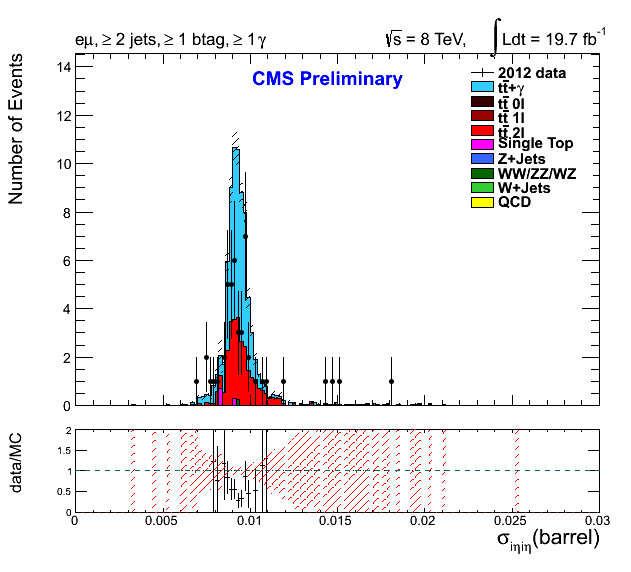 eμ, ≥ 2 jets, ≥ 1 btag, ≥ 1 γ
√s = 8 TeV, ∫ Ldt = 19.7 fb⁻¹
CMS Preliminary
2012 data
tt̄+γ
tt̄ 0l
tt̄ 1l
tt̄ 2l
Single Top
Z+Jets
WW/ZZ/WZ
W+Jets
QCD
Number of Events
14
12
10
8
6
4
2
0
data/MC
2
1.5
1
0.5
0
0 0.005 0.01 0.015 0.02 0.025 0.03
σ_iηiη(barrel)